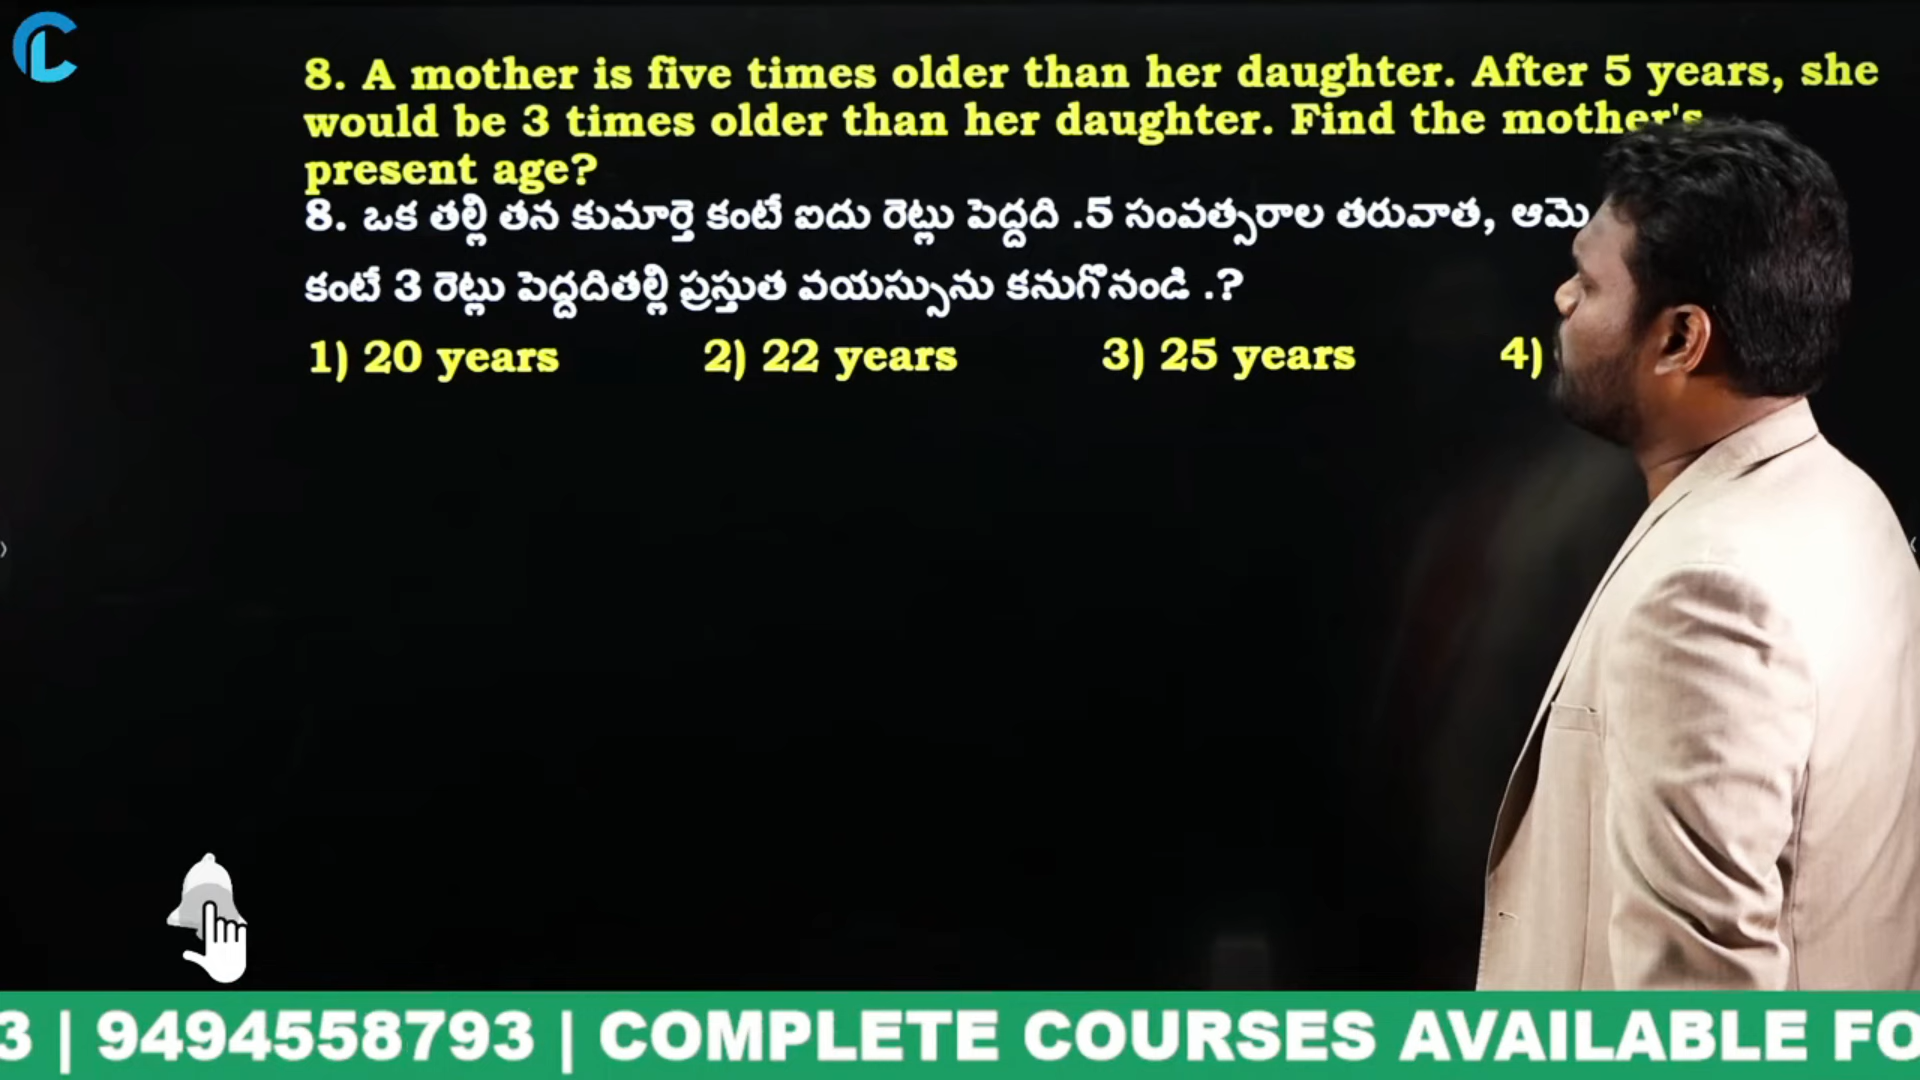 8. A mother is five times older than her daughter. After 5 years, she
would be 3 times older than her daughter. Find the mother's
present age?
8. ఒక తల్లి తన కుమార్తె కంటే ఐదు రెట్లు పెద్దది .5 సంవత్సరాల తరువాత, ఆమె
కంటే 3 రెట్లు పెద్దదితల్లి ప్రస్తుత వయస్సును కనుగొనండి .?
1) 20 years 2) 22 years 3) 25 years 4)
3 | 9494558793 | COMPLETE COURSES AVAILABLE FO